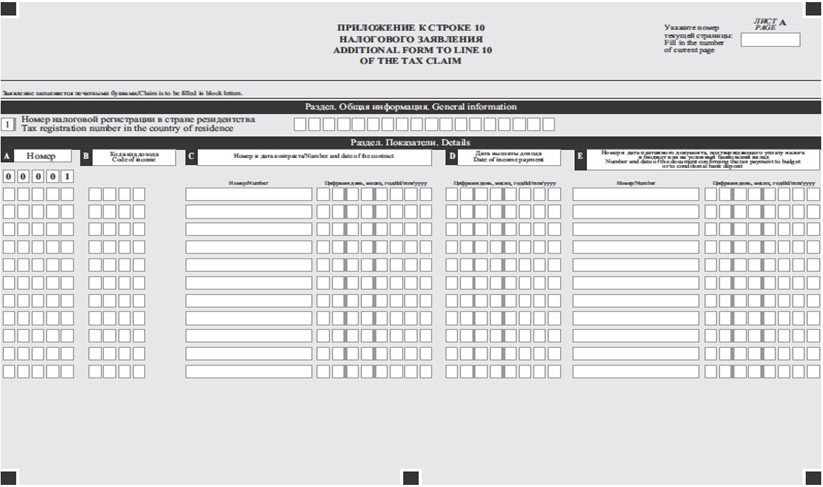 ПРИЛОЖЕНИЕ К СТРОКЕ 10
НАЛОГОВОГО ЗАЯВЛЕНИЯ
ADDITIONAL FORM TO LINE 10
OF THE TAX CLAIM
Укажите номер
текущей страницы:
Fill in the number
of current page
ЛИСТ
PAGE A
Заявление заполняется печатными буквами/Claim is to be filled in block letters.
Раздел. Общая информация. General information
1 Номер налоговой регистрации в стране резидентства
Tax registration number in the country of residence
Раздел. Показатели. Details
A Номер
B Код вида дохода
Code of income
C Номер и дата контракта/Number and date of the contract
D Дата выплаты дохода
Date of income payment
E Номер и дата платежного документа, подтверждающего уплату налога
в бюджет или на условный банковский вклад
Number and date of the document confirming the tax payment to budget
or to conditional bank deposit
0 0 0 0 1
Номер/Number Цифрами день, месяц, год/dd/mm/yyyy Цифрами день, месяц, год/dd/mm/yyyy Номер/Number Цифрами день, месяц, год/dd/mm/yyyy